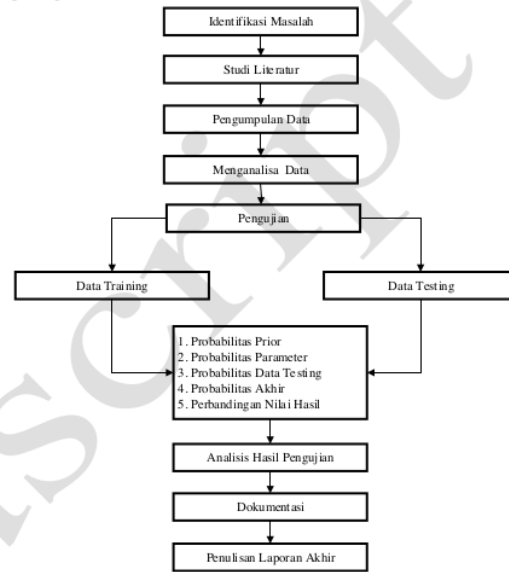 Identifikasi Masalah
Studi Literatur
Pengumpulan Data
Menganalisa Data
Pengujian
Data Training
Data Testing
1. Probabilitas Prior
2. Probabilitas Parameter
3. Probabilitas Data Testing
4. Probabilitas Akhir
5. Perbandingan Nilai Hasil
Analisis Hasil Pengujian
Dokumentasi
Penulisan Laporan Akhir
script